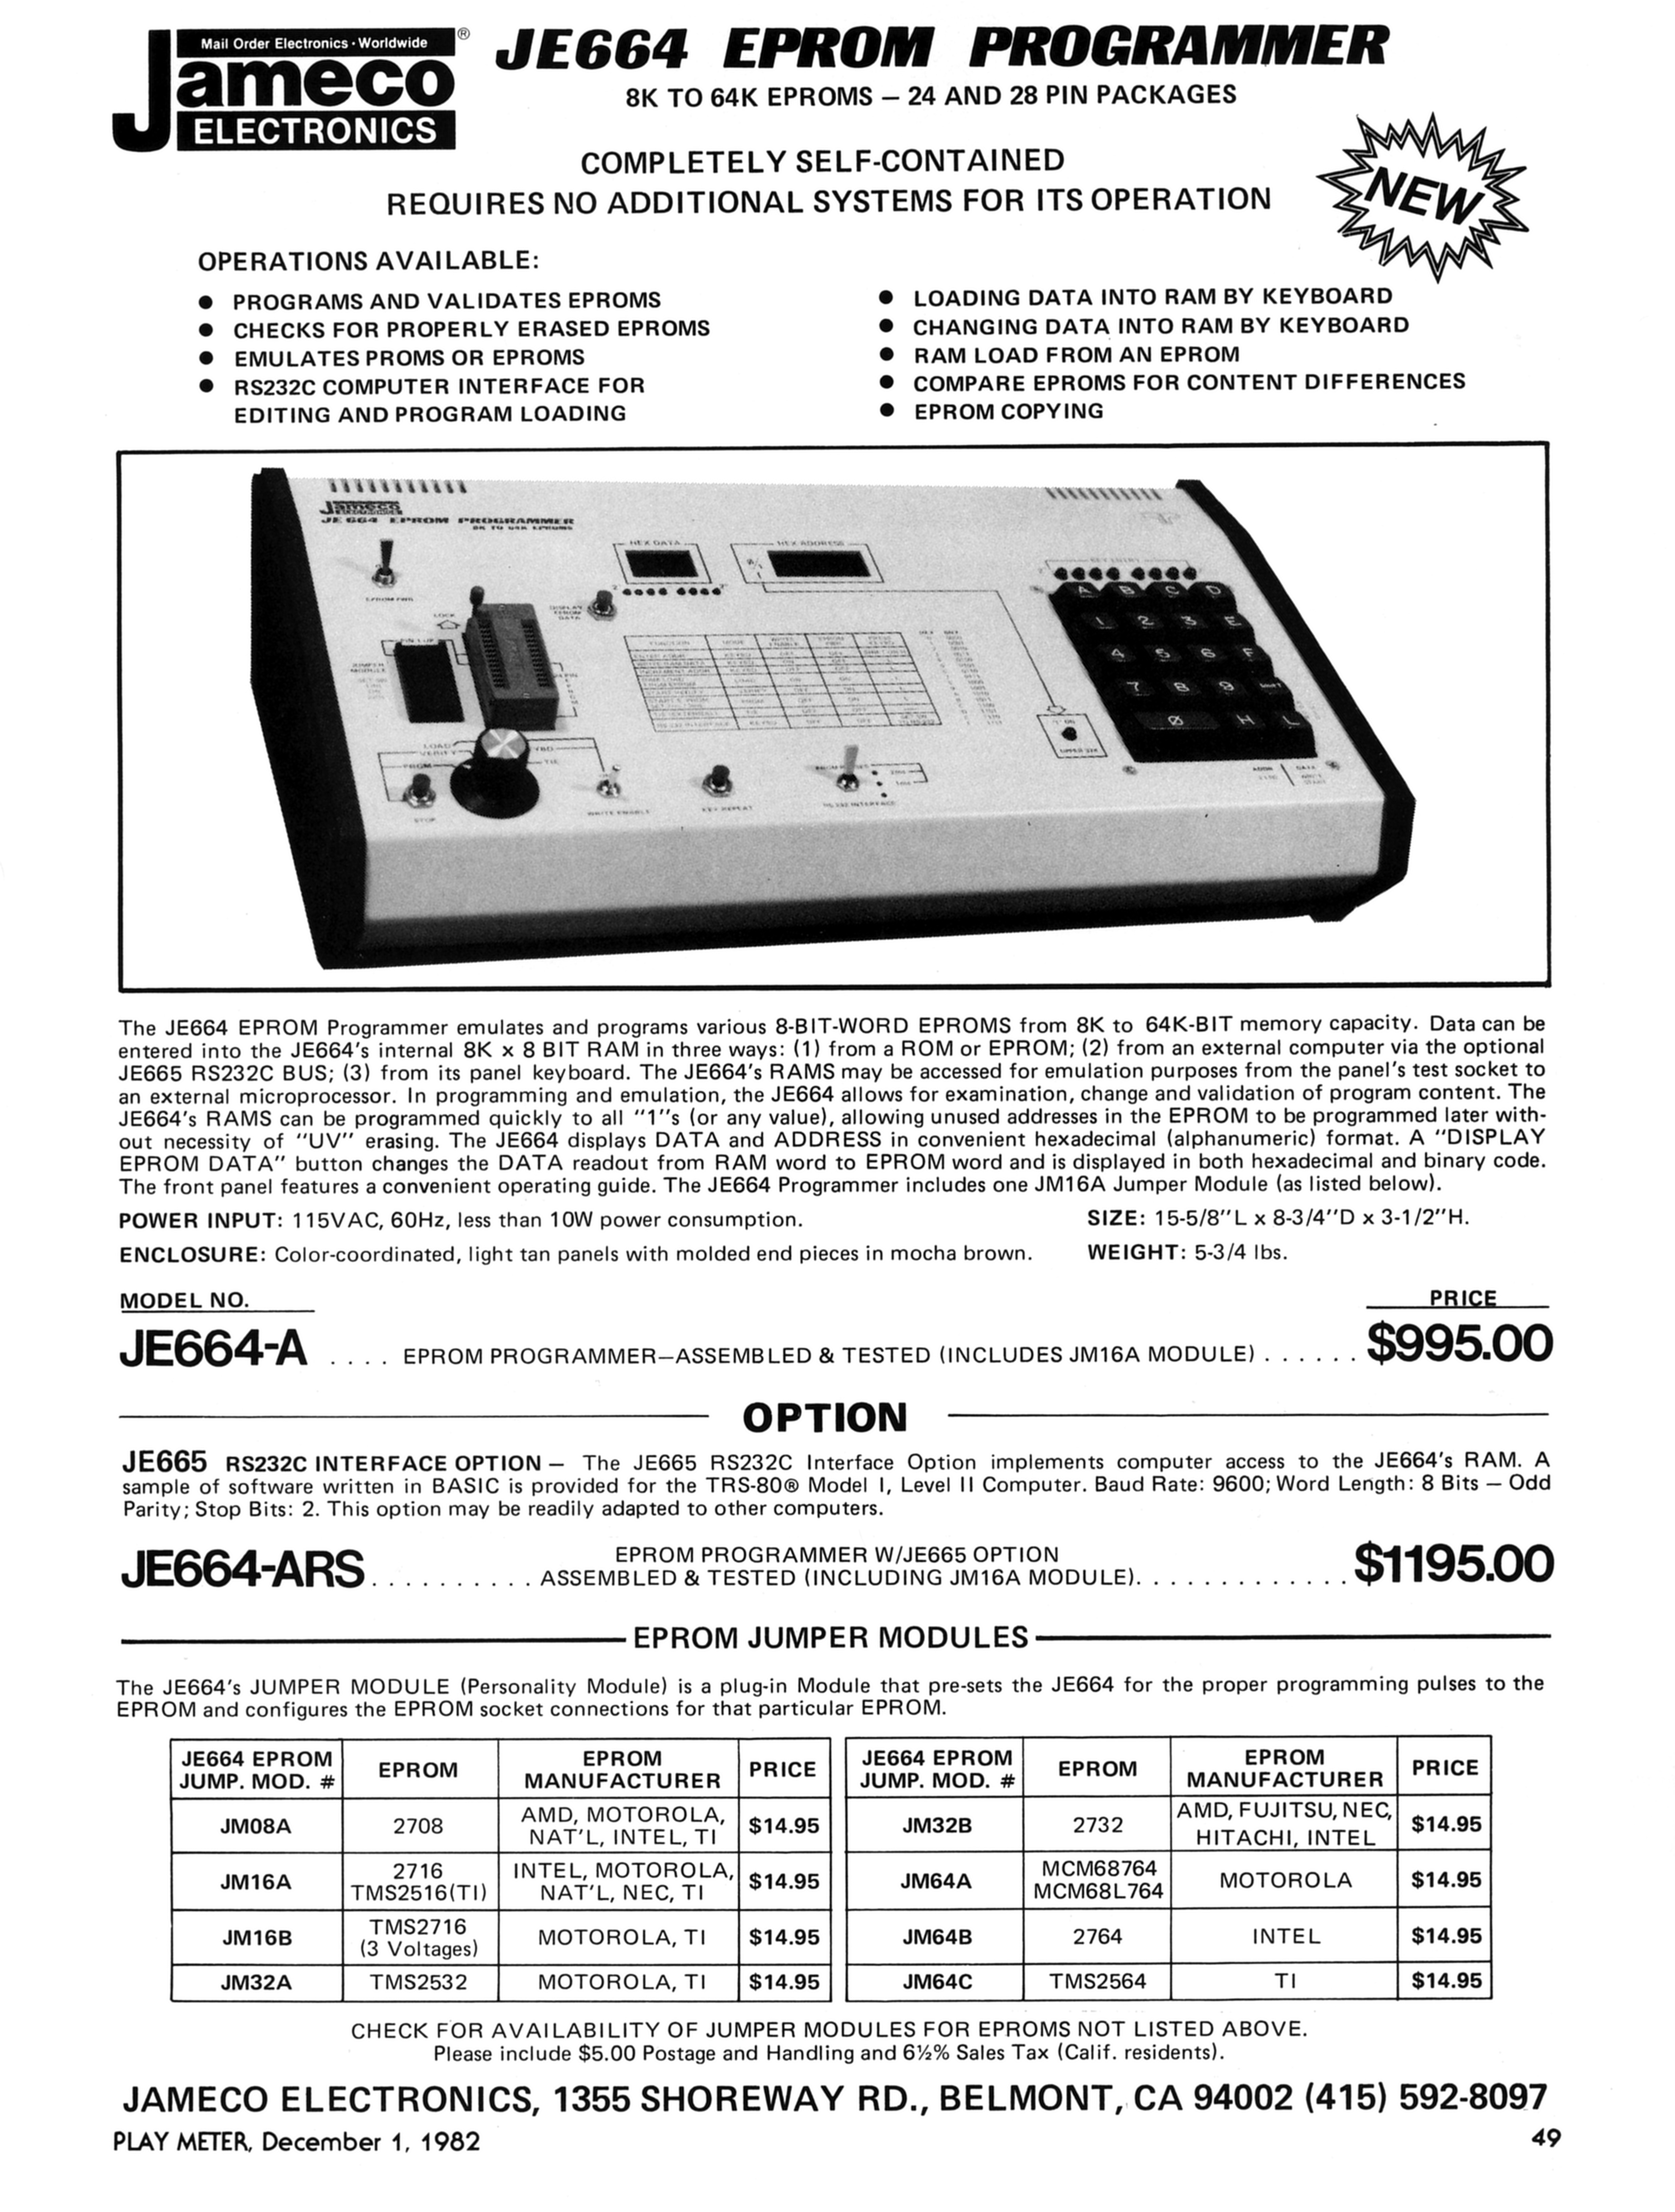 Mail Order Electronics · Worldwide
Jameco
ELECTRONICS
®
JE664 EPROM PROGRAMMER
8K TO 64K EPROMS — 24 AND 28 PIN PACKAGES
COMPLETELY SELF-CONTAINED
REQUIRES NO ADDITIONAL SYSTEMS FOR ITS OPERATION
NEW
OPERATIONS AVAILABLE:
● PROGRAMS AND VALIDATES EPROMS
● CHECKS FOR PROPERLY ERASED EPROMS
● EMULATES PROMS OR EPROMS
● RS232C COMPUTER INTERFACE FOR
EDITING AND PROGRAM LOADING
● LOADING DATA INTO RAM BY KEYBOARD
● CHANGING DATA INTO RAM BY KEYBOARD
● RAM LOAD FROM AN EPROM
● COMPARE EPROMS FOR CONTENT DIFFERENCES
● EPROM COPYING
Jameco
ELECTRONICS
JE664 EPROM PROGRAMMER
8K TO 64K EPROMS
HEX DATA
HEX ADDRESS
KEY ENTRY
EPROM PWR
LOCK
DISPLAY
EPROM
DATA
PIN 1 UP
JUMPER
MODULE
A B C D
1 2 3 E
4 5 6 F
7 8 9
0 H L
LOAD
VERIFY
PRGM
STOP
WRITE ENABLE
KEY REPEAT
RS 232 INTERFACE
The JE664 EPROM Programmer emulates and programs various 8-BIT-WORD EPROMS from 8K to 64K-BIT memory capacity. Data can be
entered into the JE664's internal 8K x 8 BIT RAM in three ways: (1) from a ROM or EPROM; (2) from an external computer via the optional
JE665 RS232C BUS; (3) from its panel keyboard. The JE664's RAMS may be accessed for emulation purposes from the panel's test socket to
an external microprocessor. In programming and emulation, the JE664 allows for examination, change and validation of program content. The
JE664's RAMS can be programmed quickly to all "1"s (or any value), allowing unused addresses in the EPROM to be programmed later with-
out necessity of "UV" erasing. The JE664 displays DATA and ADDRESS in convenient hexadecimal (alphanumeric) format. A "DISPLAY
EPROM DATA" button changes the DATA readout from RAM word to EPROM word and is displayed in both hexadecimal and binary code.
The front panel features a convenient operating guide. The JE664 Programmer includes one JM16A Jumper Module (as listed below).
POWER INPUT: 115VAC, 60Hz, less than 10W power consumption.
SIZE: 15-5/8"L x 8-3/4"D x 3-1/2"H.
ENCLOSURE: Color-coordinated, light tan panels with molded end pieces in mocha brown.
WEIGHT: 5-3/4 lbs.
MODEL NO. PRICE
JE664-A .... EPROM PROGRAMMER—ASSEMBLED & TESTED (INCLUDES JM16A MODULE) ...... $995.00
OPTION
JE665 RS232C INTERFACE OPTION — The JE665 RS232C Interface Option implements computer access to the JE664's RAM. A
sample of software written in BASIC is provided for the TRS-80® Model I, Level II Computer. Baud Rate: 9600; Word Length: 8 Bits — Odd
Parity; Stop Bits: 2. This option may be readily adapted to other computers.
EPROM PROGRAMMER W/JE665 OPTION
JE664-ARS .......... ASSEMBLED & TESTED (INCLUDING JM16A MODULE). ............ $1195.00
EPROM JUMPER MODULES
The JE664's JUMPER MODULE (Personality Module) is a plug-in Module that pre-sets the JE664 for the proper programming pulses to the
EPROM and configures the EPROM socket connections for that particular EPROM.
JE664 EPROM
JUMP. MOD. # EPROM EPROM
MANUFACTURER PRICE
JM08A 2708 AMD, MOTOROLA,
NAT'L, INTEL, TI $14.95
JM16A 2716
TMS2516(TI) INTEL, MOTOROLA,
NAT'L, NEC, TI $14.95
JM16B TMS2716
(3 Voltages) MOTOROLA, TI $14.95
JM32A TMS2532 MOTOROLA, TI $14.95
JE664 EPROM
JUMP. MOD. # EPROM EPROM
MANUFACTURER PRICE
JM32B 2732 AMD, FUJITSU, NEC,
HITACHI, INTEL $14.95
JM64A MCM68764
MCM68L764 MOTOROLA $14.95
JM64B 2764 INTEL $14.95
JM64C TMS2564 TI $14.95
CHECK FOR AVAILABILITY OF JUMPER MODULES FOR EPROMS NOT LISTED ABOVE.
Please include $5.00 Postage and Handling and 6½% Sales Tax (Calif. residents).
JAMECO ELECTRONICS, 1355 SHOREWAY RD., BELMONT, CA 94002 (415) 592-8097
PLAY METER, December 1, 1982
49